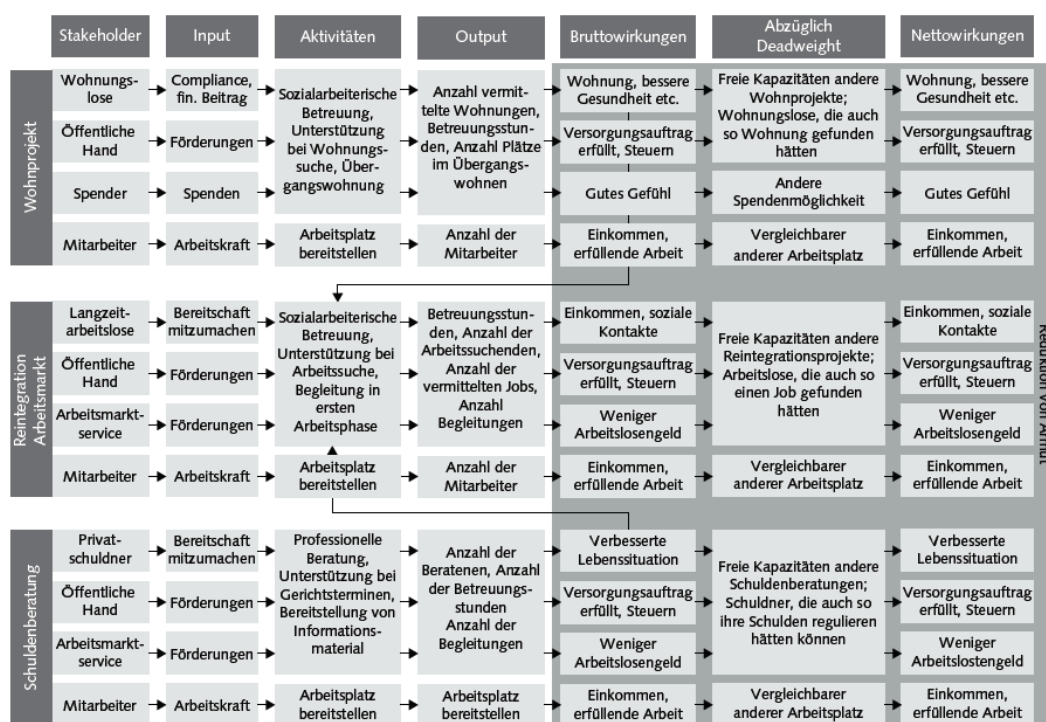 Stakeholder
Input
Aktivitäten
Output
Bruttowirkungen
Abzüglich
Deadweight
Nettowirkungen
Wohnprojekt
Wohnungs-
lose
Compliance,
fin. Beitrag
Sozialarbeiterische
Betreuung,
Unterstützung
bei Wohnungs-
suche, Über-
gangswohnung
Anzahl vermit-
telte Wohnungen,
Betreuungsstun-
den, Anzahl Plätze
im Übergangs-
wohnen
Wohnung, bessere
Gesundheit etc.
Freie Kapazitäten andere
Wohnprojekte;
Wohnungslose, die auch
so Wohnung gefunden
hätten
Wohnung, bessere
Gesundheit etc.
Öffentliche
Hand
Förderungen
Versorgungsauftrag
erfüllt, Steuern
Versorgungsauftrag
erfüllt, Steuern
Spender
Spenden
Gutes Gefühl
Andere
Spendenmöglichkeit
Gutes Gefühl
Mitarbeiter
Arbeitskraft
Arbeitsplatz
bereitstellen
Anzahl der
Mitarbeiter
Einkommen,
erfüllende Arbeit
Vergleichbarer
anderer Arbeitsplatz
Einkommen,
erfüllende Arbeit
Reintegration
Arbeitsmarkt
Langzeit-
arbeitslose
Bereitschaft
mitzumachen
Sozialarbeiterische
Betreuung,
Unterstützung bei
Arbeitssuche,
Begleitung in
ersten
Arbeitsphase
Betreuungsstun-
den, Anzahl der
Arbeitssuchenden,
Anzahl der
vermittelten Jobs,
Anzahl
Begleitungen
Einkommen, soziale
Kontakte
Freie Kapazitäten andere
Reintegrationsprojekte;
Arbeitslose, die auch so
einen Job gefunden
hätten
Einkommen, soziale
Kontakte
Öffentliche
Hand
Förderungen
Versorgungsauftrag
erfüllt, Steuern
Versorgungsauftrag
erfüllt, Steuern
Arbeitsmarkt-
service
Förderungen
Weniger
Arbeitslosengeld
Weniger
Arbeitslosengeld
Mitarbeiter
Arbeitskraft
Arbeitsplatz
bereitstellen
Anzahl der
Mitarbeiter
Einkommen,
erfüllende Arbeit
Vergleichbarer
anderer Arbeitsplatz
Einkommen,
erfüllende Arbeit
Reduktion von Armut
Schuldenberatung
Privat-
schuldner
Bereitschaft
mitzumachen
Professionelle
Beratung,
Unterstützung bei
Gerichtsterminen,
Bereitstellung von
Informations-
material
Anzahl der
Beratenen, Anzahl
der Betreuungs-
stunden
Anzahl der
Begleitungen
Verbesserte
Lebenssituation
Freie Kapazitäten andere
Schuldenberatungen;
Schuldner, die auch so
ihre Schulden regulieren
hätten können
Verbesserte
Lebenssituation
Öffentliche
Hand
Förderungen
Versorgungsauftrag
erfüllt, Steuern
Versorgungsauftrag
erfüllt, Steuern
Arbeitsmarkt-
service
Förderungen
Weniger
Arbeitslosengeld
Weniger
Arbeitslostengeld
Mitarbeiter
Arbeitskraft
Arbeitsplatz
bereitstellen
Arbeitsplatz
bereitstellen
Einkommen,
erfüllende Arbeit
Vergleichbarer
anderer Arbeitsplatz
Einkommen,
erfüllende Arbeit